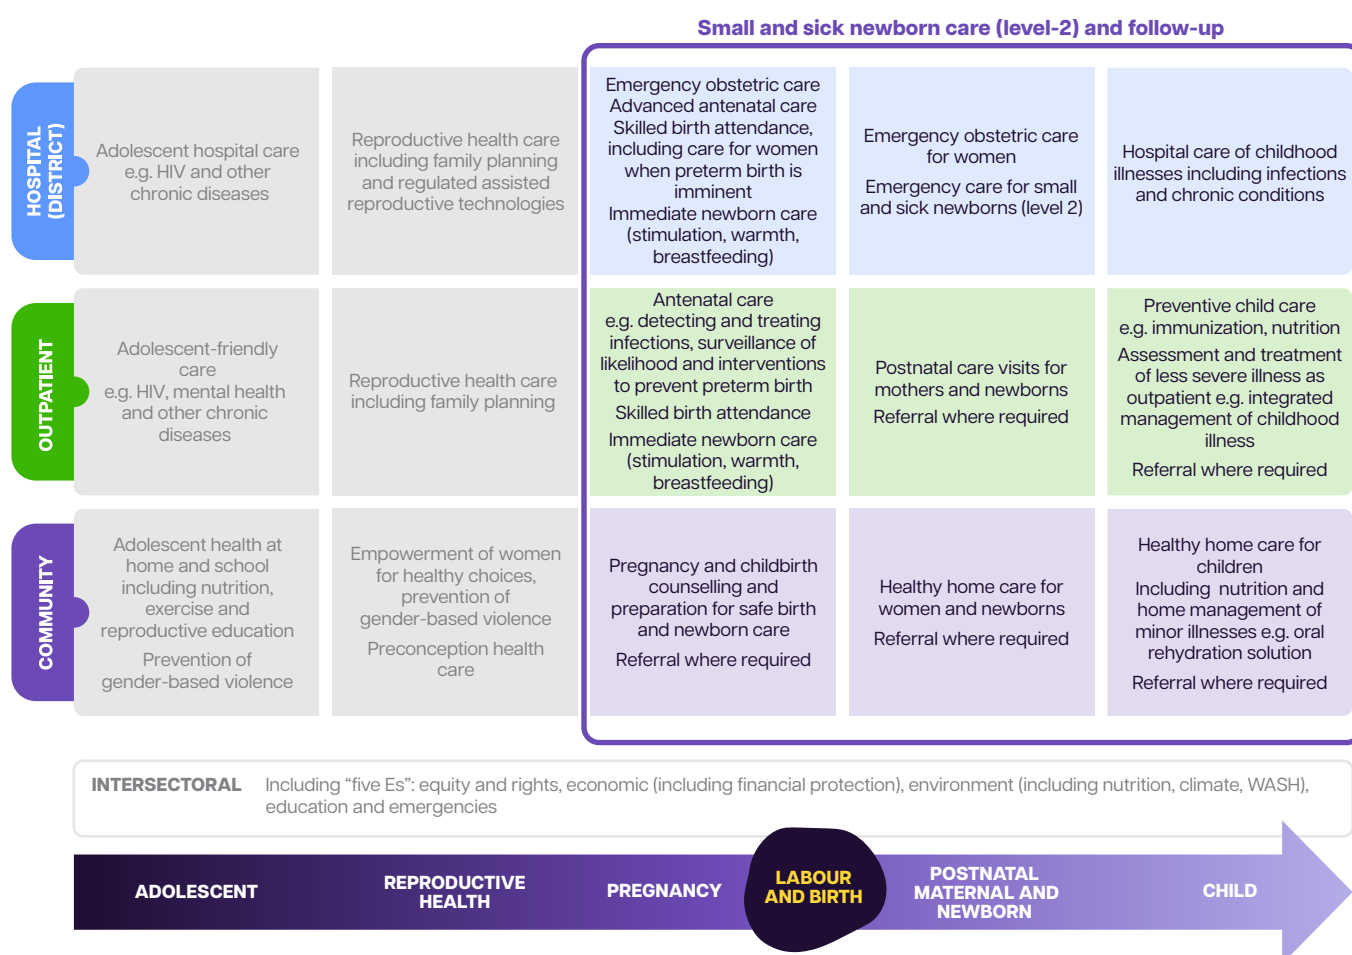 Small and sick newborn care (level-2) and follow-up
HOSPITAL
(DISTRICT)
Adolescent hospital care
e.g. HIV and other
chronic diseases
Reproductive health care
including family planning
and regulated assisted
reproductive technologies
Emergency obstetric care
Advanced antenatal care
Skilled birth attendance,
including care for women
when preterm birth is
imminent
Immediate newborn care
(stimulation, warmth,
breastfeeding)
Emergency obstetric care
for women
Emergency care for small
and sick newborns (level 2)
Hospital care of childhood
illnesses including infections
and chronic conditions
OUTPATIENT
Adolescent-friendly
care
e.g. HIV, mental health
and other chronic
diseases
Reproductive health care
including family planning
Antenatal care
e.g. detecting and treating
infections, surveillance of
likelihood and interventions
to prevent preterm birth
Skilled birth attendance
Immediate newborn care
(stimulation, warmth,
breastfeeding)
Postnatal care visits for
mothers and newborns
Referral where required
Preventive child care
e.g. immunization, nutrition
Assessment and treatment
of less severe illness as
outpatient e.g. integrated
management of childhood
illness
Referral where required
COMMUNITY
Adolescent health at
home and school
including nutrition,
exercise and
reproductive education
Prevention of
gender-based violence
Empowerment of women
for healthy choices,
prevention of
gender-based violence
Preconception health
care
Pregnancy and childbirth
counselling and
preparation for safe birth
and newborn care
Referral where required
Healthy home care for
women and newborns
Referral where required
Healthy home care for
children
Including nutrition and
home management of
minor illnesses e.g. oral
rehydration solution
Referral where required
INTERSECTORAL Including “five Es”: equity and rights, economic (including financial protection), environment (including nutrition, climate, WASH),
education and emergencies
ADOLESCENT
REPRODUCTIVE
HEALTH
PREGNANCY
LABOUR
AND BIRTH
POSTNATAL
MATERNAL AND
NEWBORN
CHILD